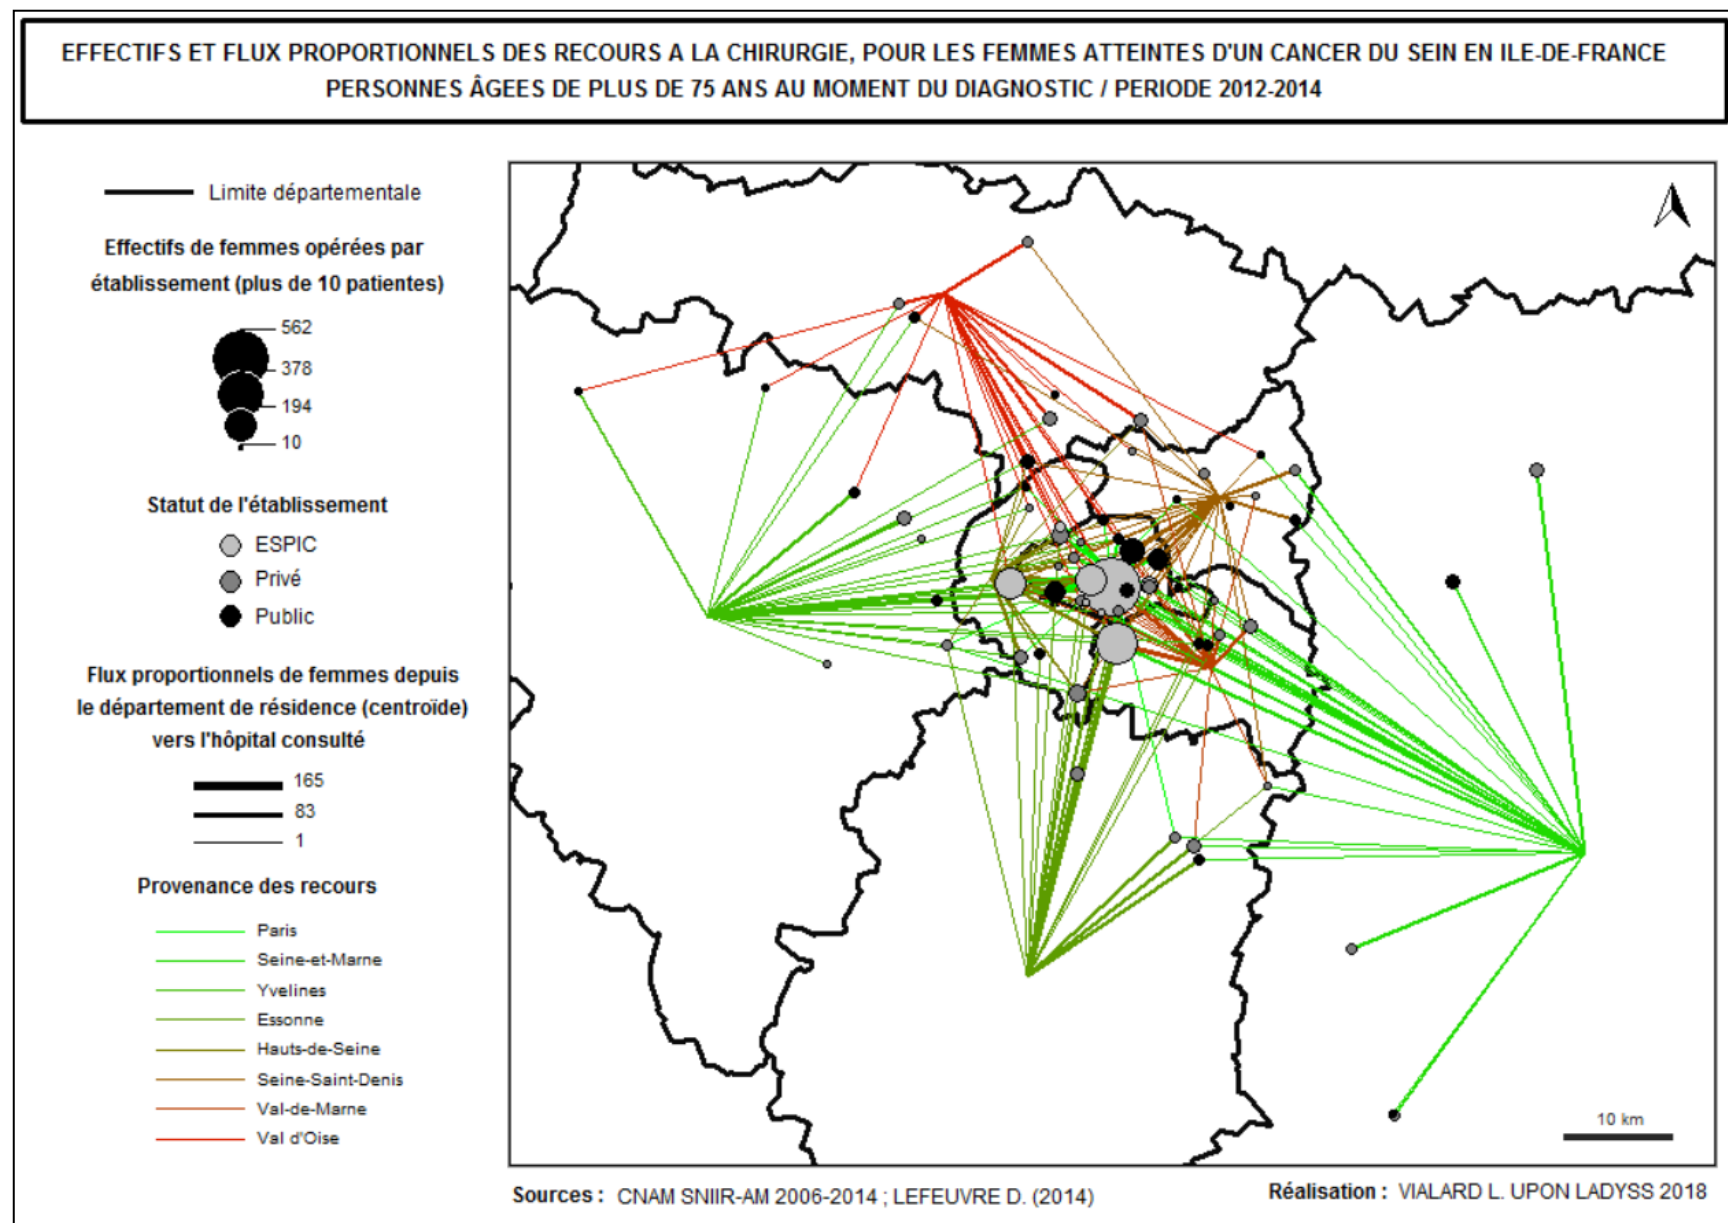 EFFECTIFS ET FLUX PROPORTIONNELS DES RECOURS A LA CHIRURGIE, POUR LES FEMMES ATTEINTES D'UN CANCER DU SEIN EN ILE-DE-FRANCE
PERSONNES ÂGEES DE PLUS DE 75 ANS AU MOMENT DU DIAGNOSTIC / PERIODE 2012-2014
Limite départementale
Effectifs de femmes opérées par
établissement (plus de 10 patientes)
562
378
194
10
Statut de l'établissement
ESPIC
Privé
Public
Flux proportionnels de femmes depuis
le département de résidence (centroïde)
vers l'hôpital consulté
165
83
1
Provenance des recours
Paris
Seine-et-Marne
Yvelines
Essonne
Hauts-de-Seine
Seine-Saint-Denis
Val-de-Marne
Val d'Oise
10 km
Sources : CNAM SNIIR-AM 2006-2014 ; LEFEUVRE D. (2014)
Réalisation : VIALARD L. UPON LADYSS 2018